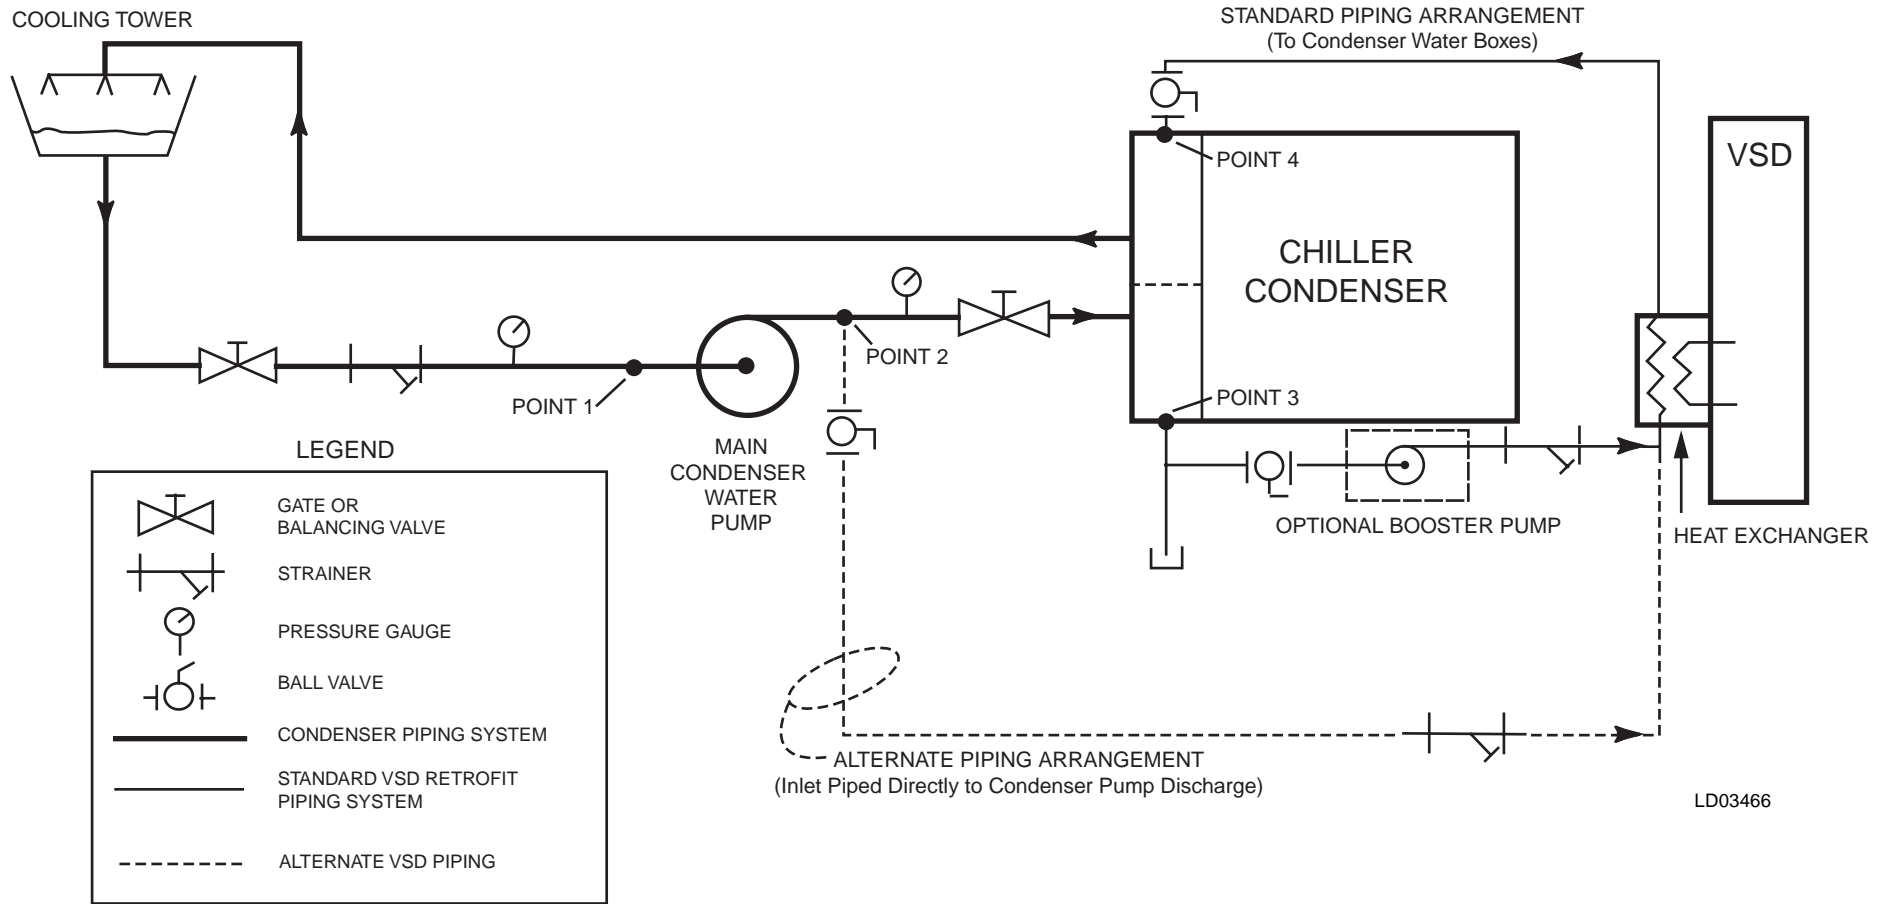 COOLING TOWER
STANDARD PIPING ARRANGEMENT
(To Condenser Water Boxes)
POINT 4
VSD
CHILLER
CONDENSER
POINT 2
POINT 1
POINT 3
MAIN
CONDENSER
WATER
PUMP
OPTIONAL BOOSTER PUMP
HEAT EXCHANGER
LEGEND
GATE OR
BALANCING VALVE
STRAINER
PRESSURE GAUGE
BALL VALVE
CONDENSER PIPING SYSTEM
STANDARD VSD RETROFIT
PIPING SYSTEM
ALTERNATE VSD PIPING
ALTERNATE PIPING ARRANGEMENT
(Inlet Piped Directly to Condenser Pump Discharge)
LD03466